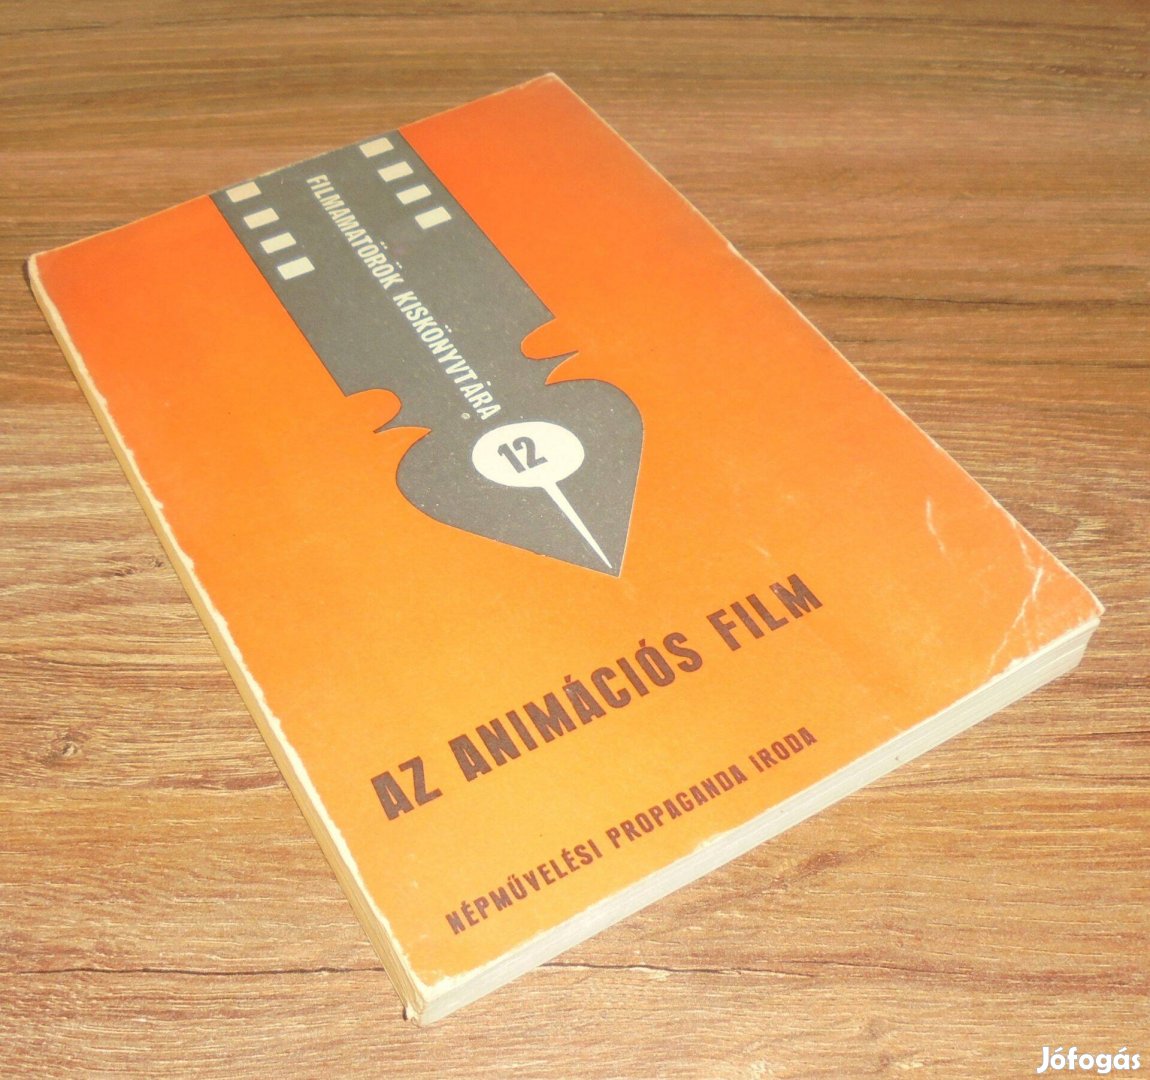 FILMAMATŐRÖK KISKÖNYVTÁRA
12
AZ ANIMÁCIÓS FILM
NÉPMŰVELÉSI PROPAGANDA IRODA
Jófogás